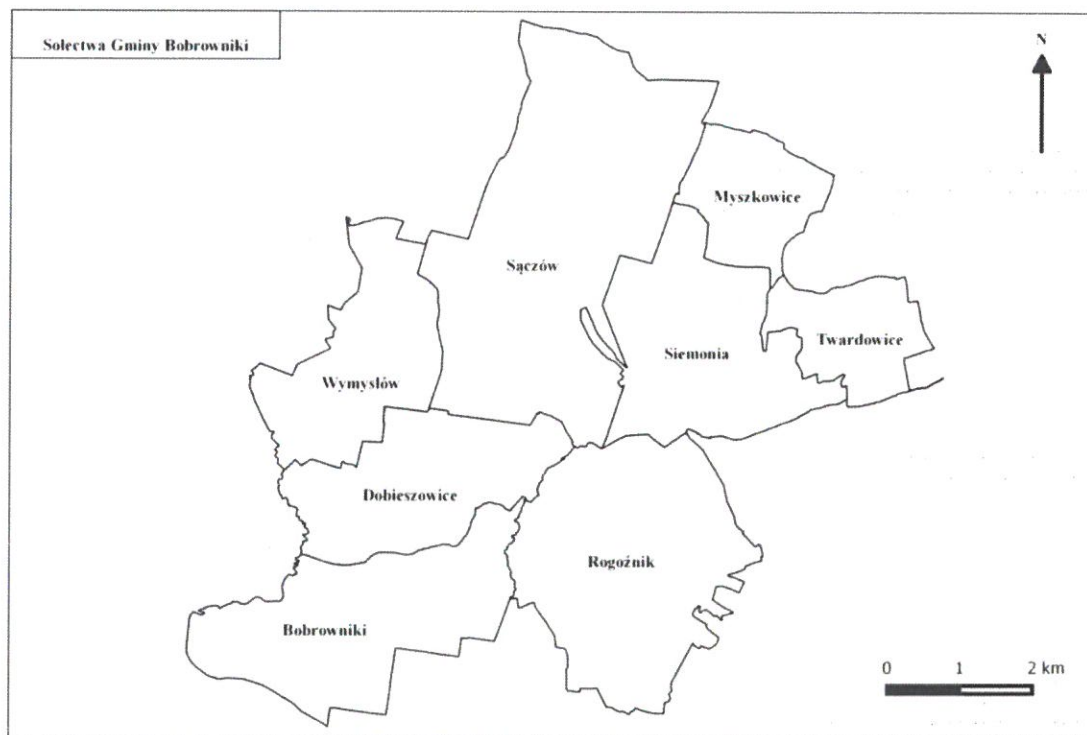 Sołectwa Gminy Bobrowniki
N
Myszkowice
Sączów
Siemonia
Twardowice
Wymysłów
Dobieszowice
Rogoźnik
Bobrowniki
0 1 2 km